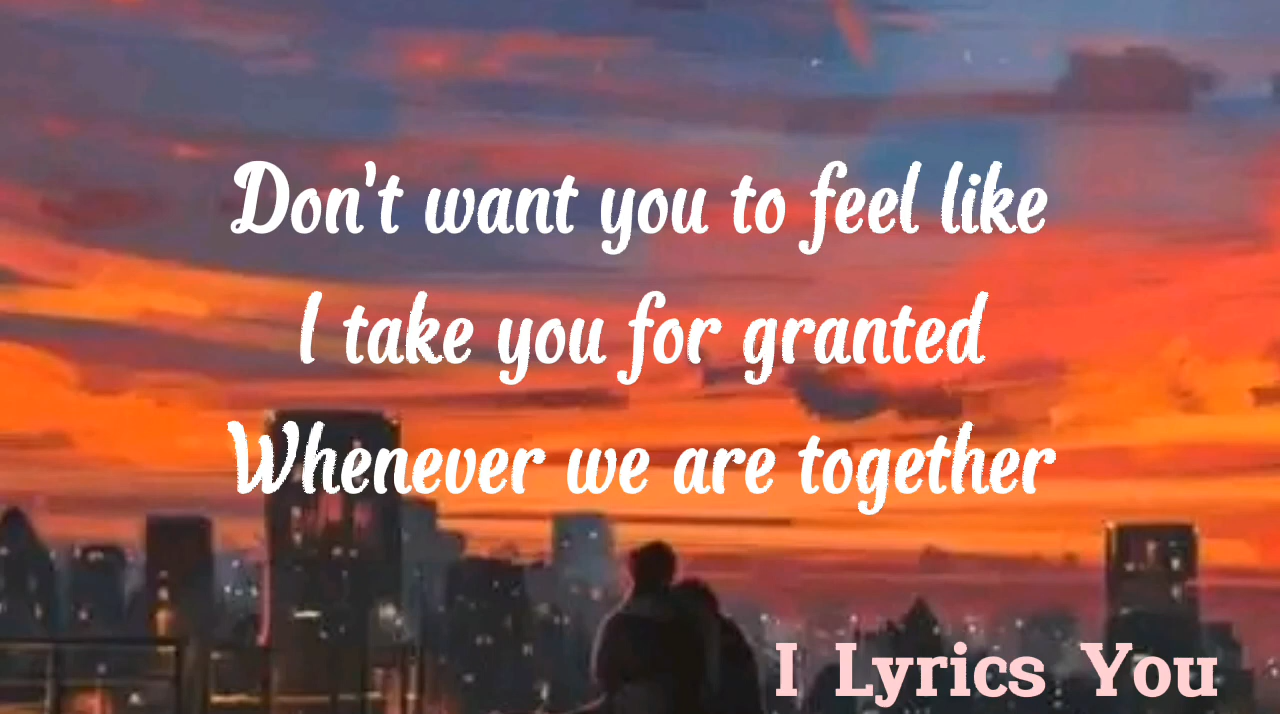 Don't want you to feel like
I take you for granted
Whenever we are together
I Lyrics You